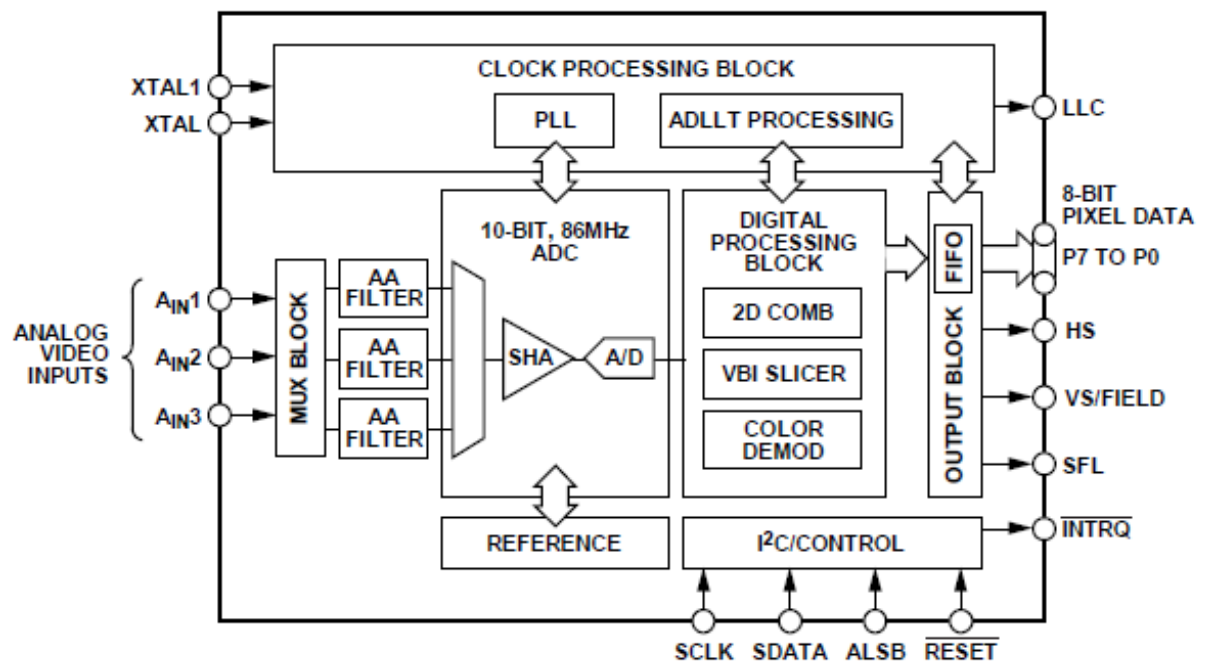 CLOCK PROCESSING BLOCK
XTAL1
XTAL
PLL
ADLLT PROCESSING
LLC
10-BIT, 86MHz
ADC
DIGITAL
PROCESSING
BLOCK
8-BIT
PIXEL DATA
P7 TO P0
FIFO
OUTPUT BLOCK
ANALOG
VIDEO
INPUTS
AIN1
AIN2
AIN3
MUX BLOCK
AA
FILTER
AA
FILTER
AA
FILTER
SHA
A/D
2D COMB
VBI SLICER
COLOR
DEMOD
HS
VS/FIELD
SFL
REFERENCE
I2C/CONTROL
INTRQ
SCLK
SDATA
ALSB
RESET